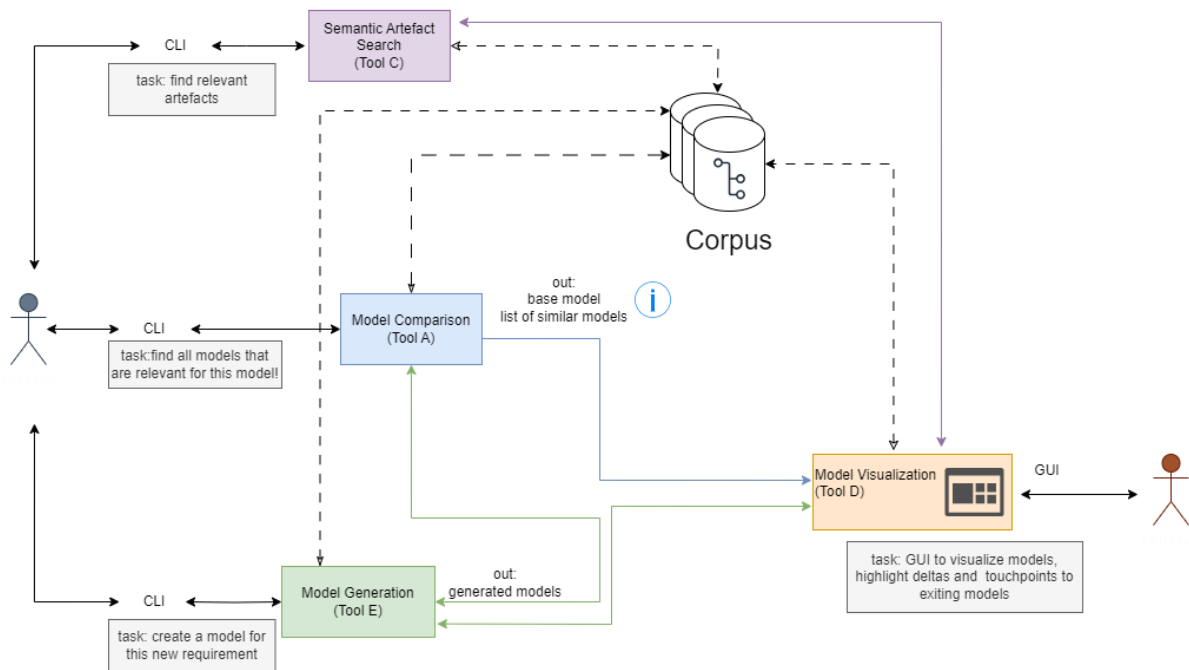 CLI
Semantic Artefact
Search
(Tool C)
task: find relevant
artefacts
Corpus
out:
base model
list of similar models
i
CLI
Model Comparison
(Tool A)
task:find all models that
are relevant for this model!
Model Visualization
(Tool D)
GUI
task: GUI to visualize models,
highlight deltas and touchpoints to
exiting models
out:
generated models
CLI
Model Generation
(Tool E)
task: create a model for
this new requirement